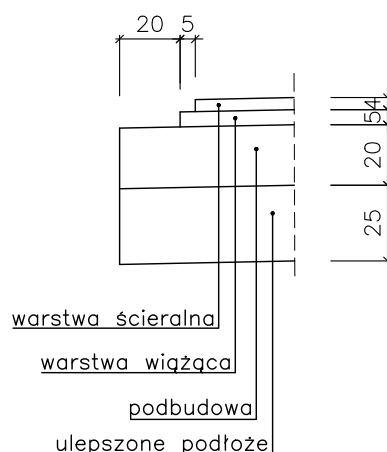 20 5
4
5
20
25
warstwa ścieralna
warstwa wiążąca
podbudowa
ulepszone podłoże